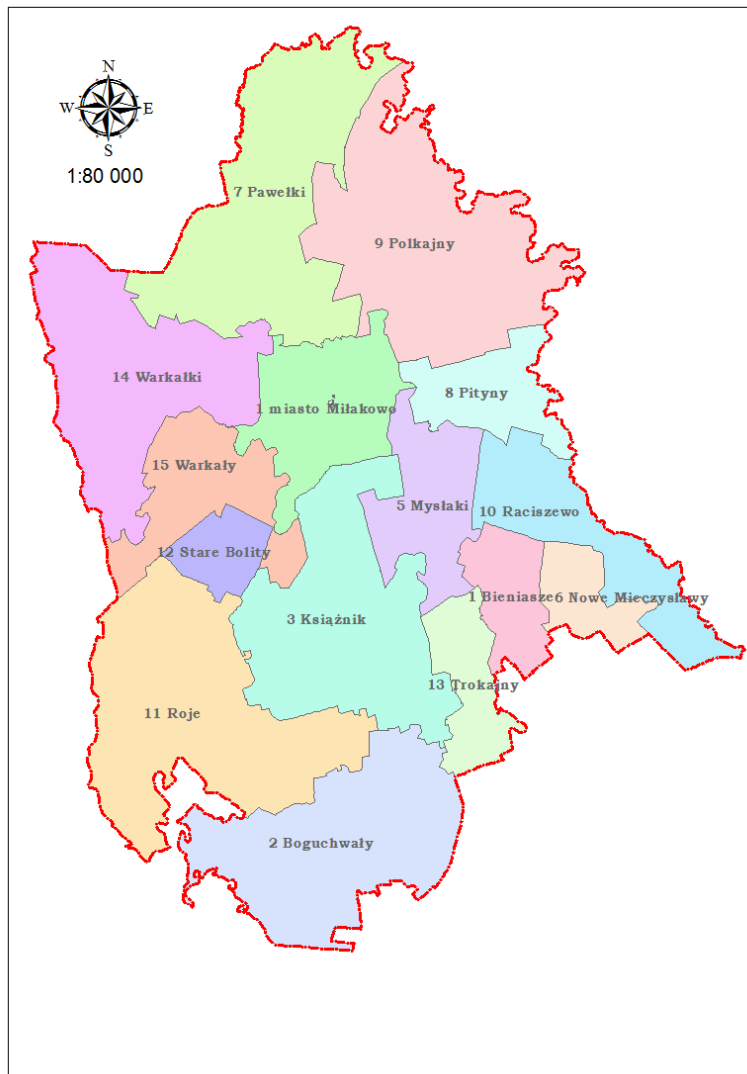 N
W E
S
1:80 000
7 Pawełki
9 Polkajny
14 Warkałki
8 Pityny
1 miasto Miłakowo
15 Warkały
5 Mysłaki
10 Raciszewo
12 Stare Bolity
1 Bieniasze
6 Nowe Mieczysławy
3 Książnik
13 Trokajny
11 Roje
2 Boguchwały